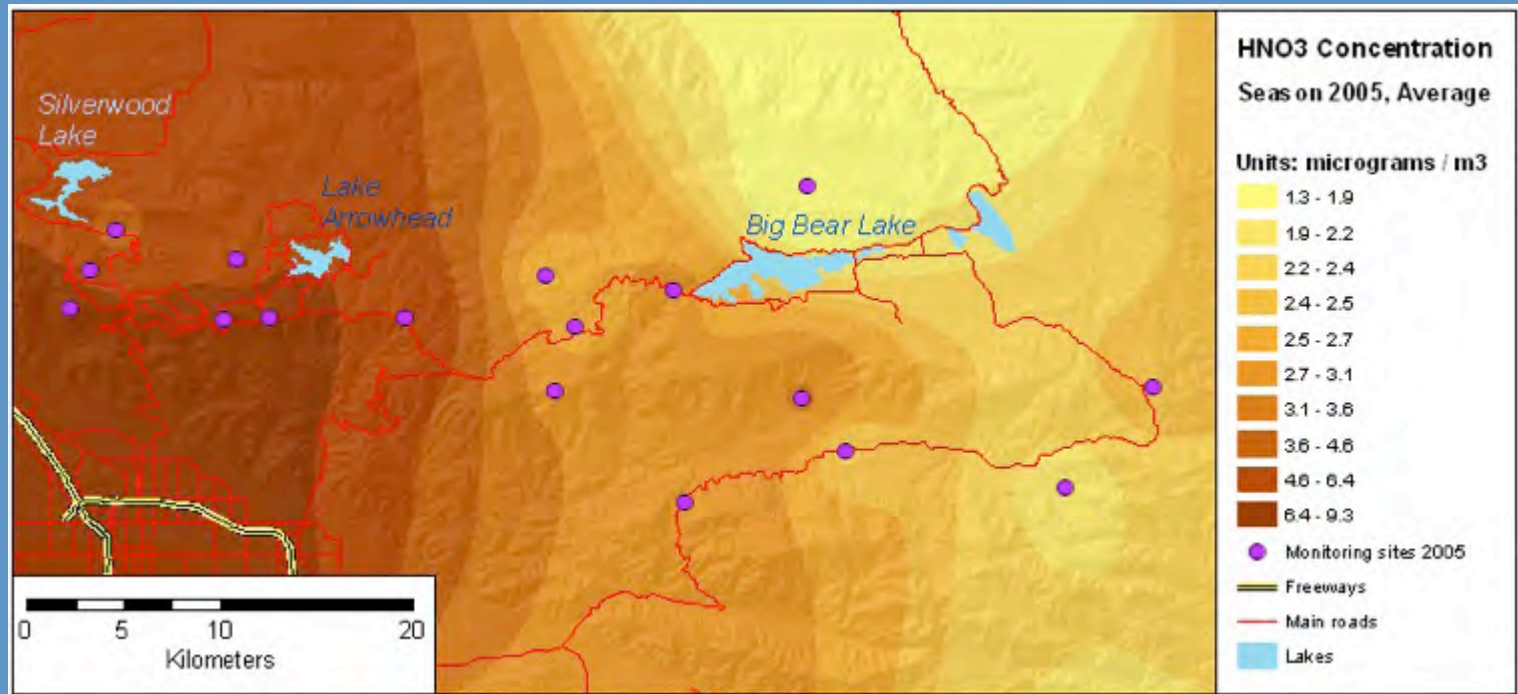 Silverwood
Lake
Lake
Arrowhead
Big Bear Lake
0 5 10 20
Kilometers
HNO3 Concentration
Season 2005, Average
Units: micrograms / m3
1.3 - 1.9
1.9 - 2.2
2.2 - 2.4
2.4 - 2.5
2.5 - 2.7
2.7 - 3.1
3.1 - 3.6
3.6 - 4.6
4.6 - 6.4
6.4 - 9.3
Monitoring sites 2005
Freeways
Main roads
Lakes